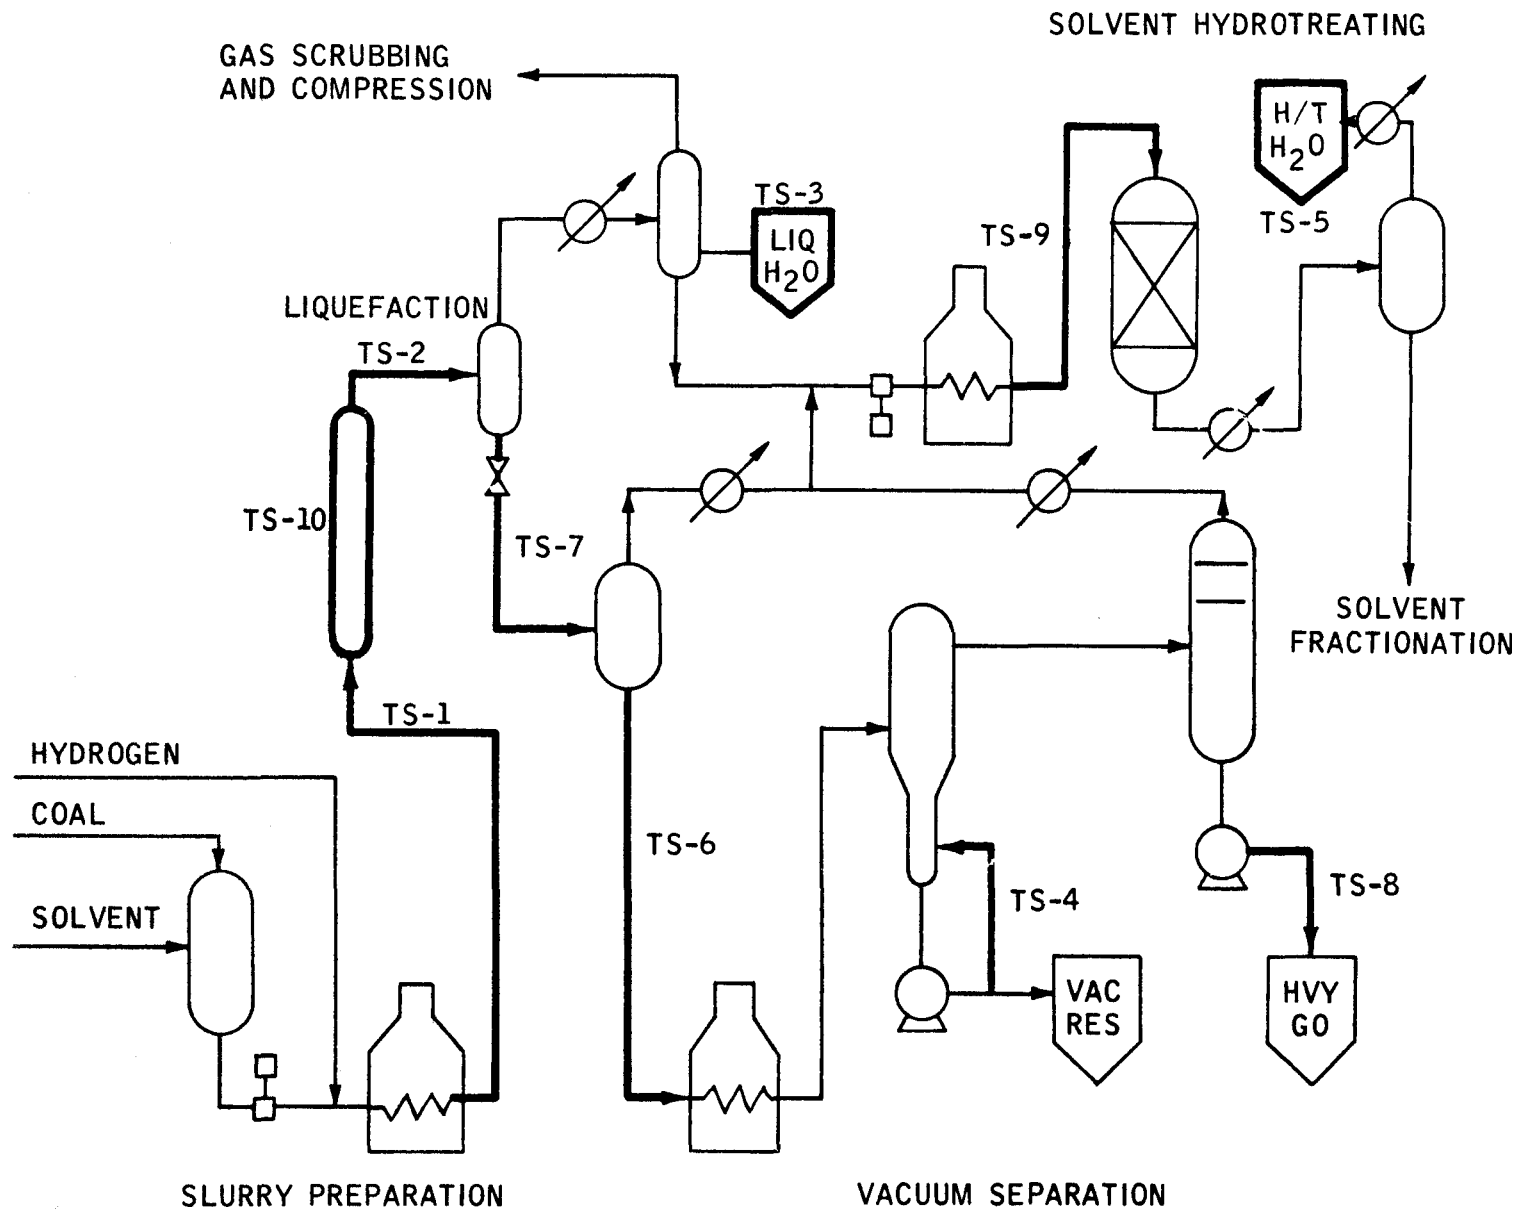 SOLVENT HYDROTREATING
GAS SCRUBBING
AND COMPRESSION
H/T
H2O
TS-5
TS-3
LIQ
H2O
TS-9
LIQUEFACTION
TS-2
TS-10
TS-7
SOLVENT
FRACTIONATION
TS-1
HYDROGEN
COAL
SOLVENT
TS-6
TS-4
TS-8
VAC
RES
HVY
GO
SLURRY PREPARATION
VACUUM SEPARATION